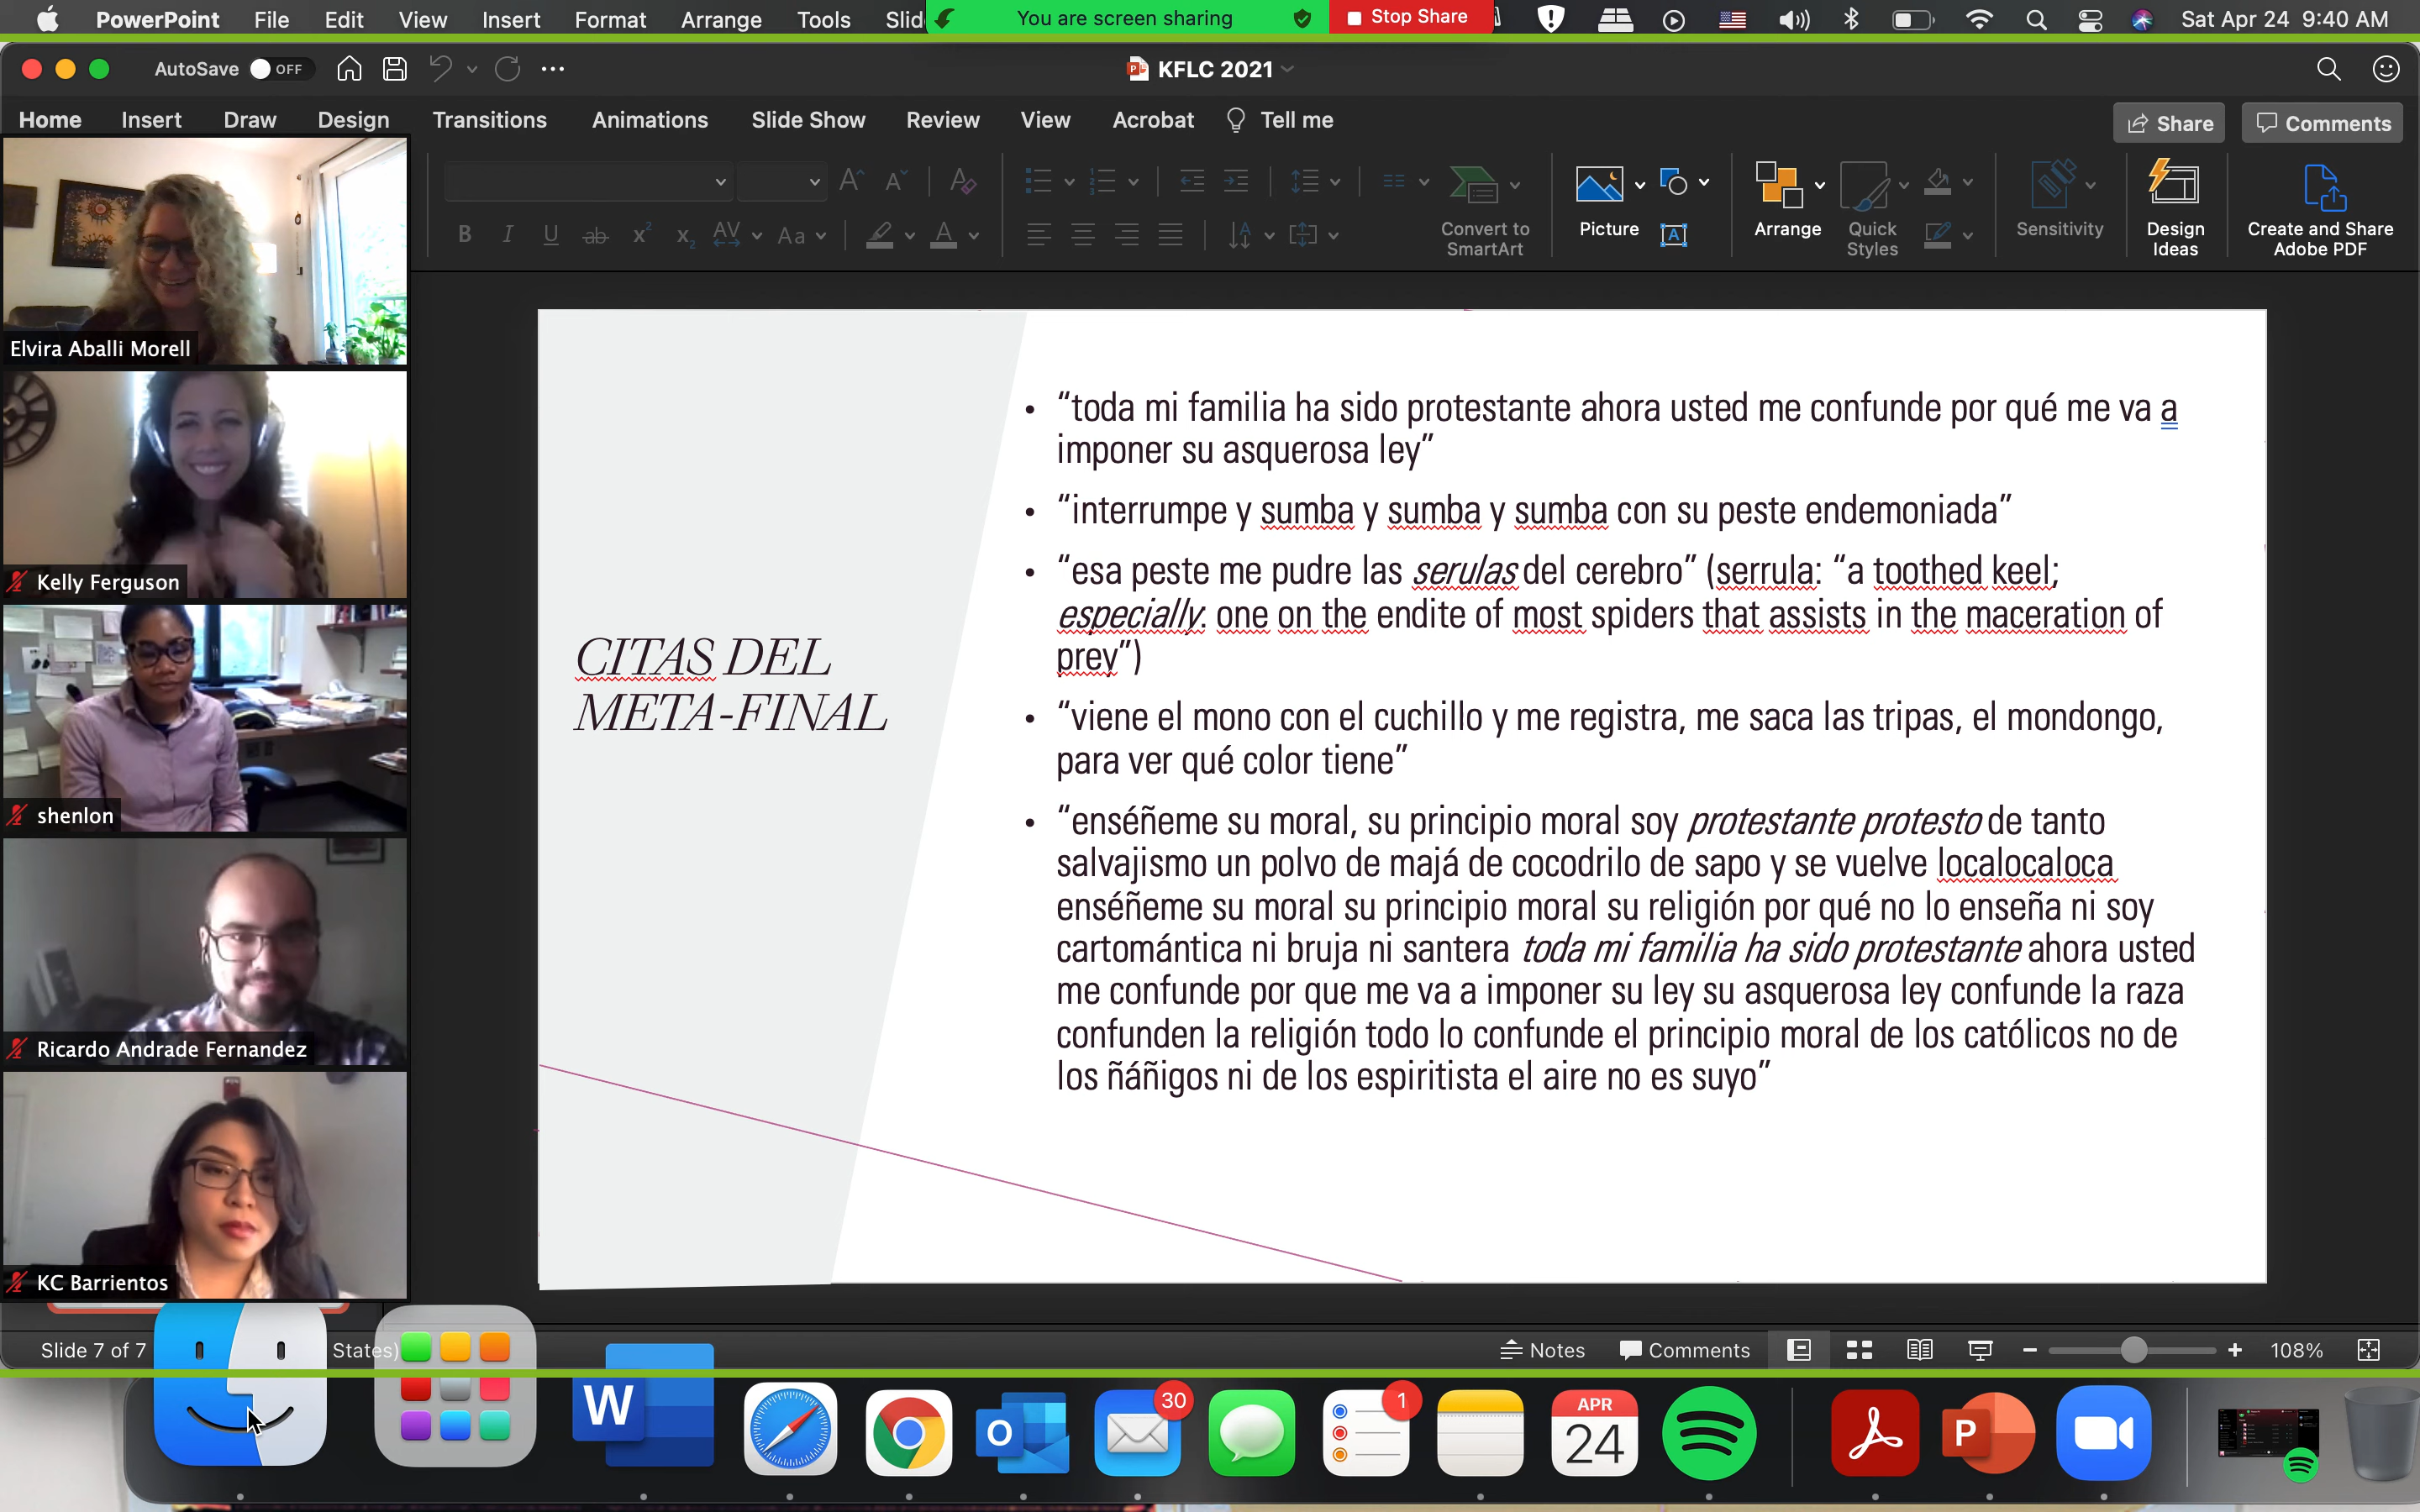 PowerPoint File Edit View Insert Format Arrange Tools Slid You are screen sharing Stop Share Sat Apr 24 9:40 AM
AutoSave OFF KFLC 2021
Home Insert Draw Design Transitions Animations Slide Show Review View Acrobat Tell me Share Comments
Convert to SmartArt
Picture
Arrange
Quick Styles
Sensitivity
Design Ideas
Create and Share Adobe PDF
Elvira Aballi Morell
Kelly Ferguson
shenlon
Ricardo Andrade Fernandez
KC Barrientos
CITAS DEL
META-FINAL
• “toda mi familia ha sido protestante ahora usted me confunde por qué me va a
imponer su asquerosa ley”
• “interrumpe y sumba y sumba y sumba con su peste endemoniada”
• “esa peste me pudre las serulas del cerebro” (serrula: “a toothed keel;
especially: one on the endite of most spiders that assists in the maceration of
prey”)
• “viene el mono con el cuchillo y me registra, me saca las tripas, el mondongo,
para ver qué color tiene”
• “enséñeme su moral, su principio moral soy protestante protesto de tanto
salvajismo un polvo de majá de cocodrilo de sapo y se vuelve localocaloca
enséñeme su moral su principio moral su religión por qué no lo enseña ni soy
cartomántica ni bruja ni santera toda mi familia ha sido protestante ahora usted
me confunde por que me va a imponer su ley su asquerosa ley confunde la raza
confunden la religión todo lo confunde el principio moral de los católicos no de
los ñáñigos ni de los espiritista el aire no es suyo”
Slide 7 of 7 States) Notes Comments 108%
30
1
APR
24